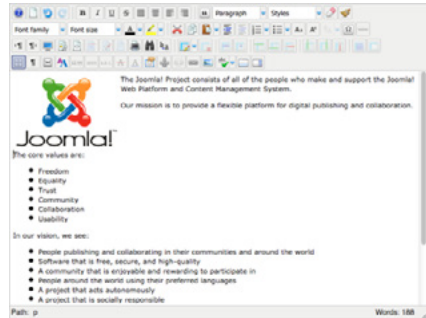 Paragraph Styles
Font family Font size
The Joomla! Project consists of all of the people who make and support the Joomla!
Web Platform and Content Management System.
Our mission is to provide a flexible platform for digital publishing and collaboration.
Joomla!
The core values are:
Freedom
Equality
Trust
Community
Collaboration
Usability
In our vision, we see:
People publishing and collaborating in their communities and around the world
Software that is free, secure, and high-quality
A community that is enjoyable and rewarding to participate in
People around the world using their preferred languages
A project that acts autonomously
A project that is socially responsible
Path: p Words: 188